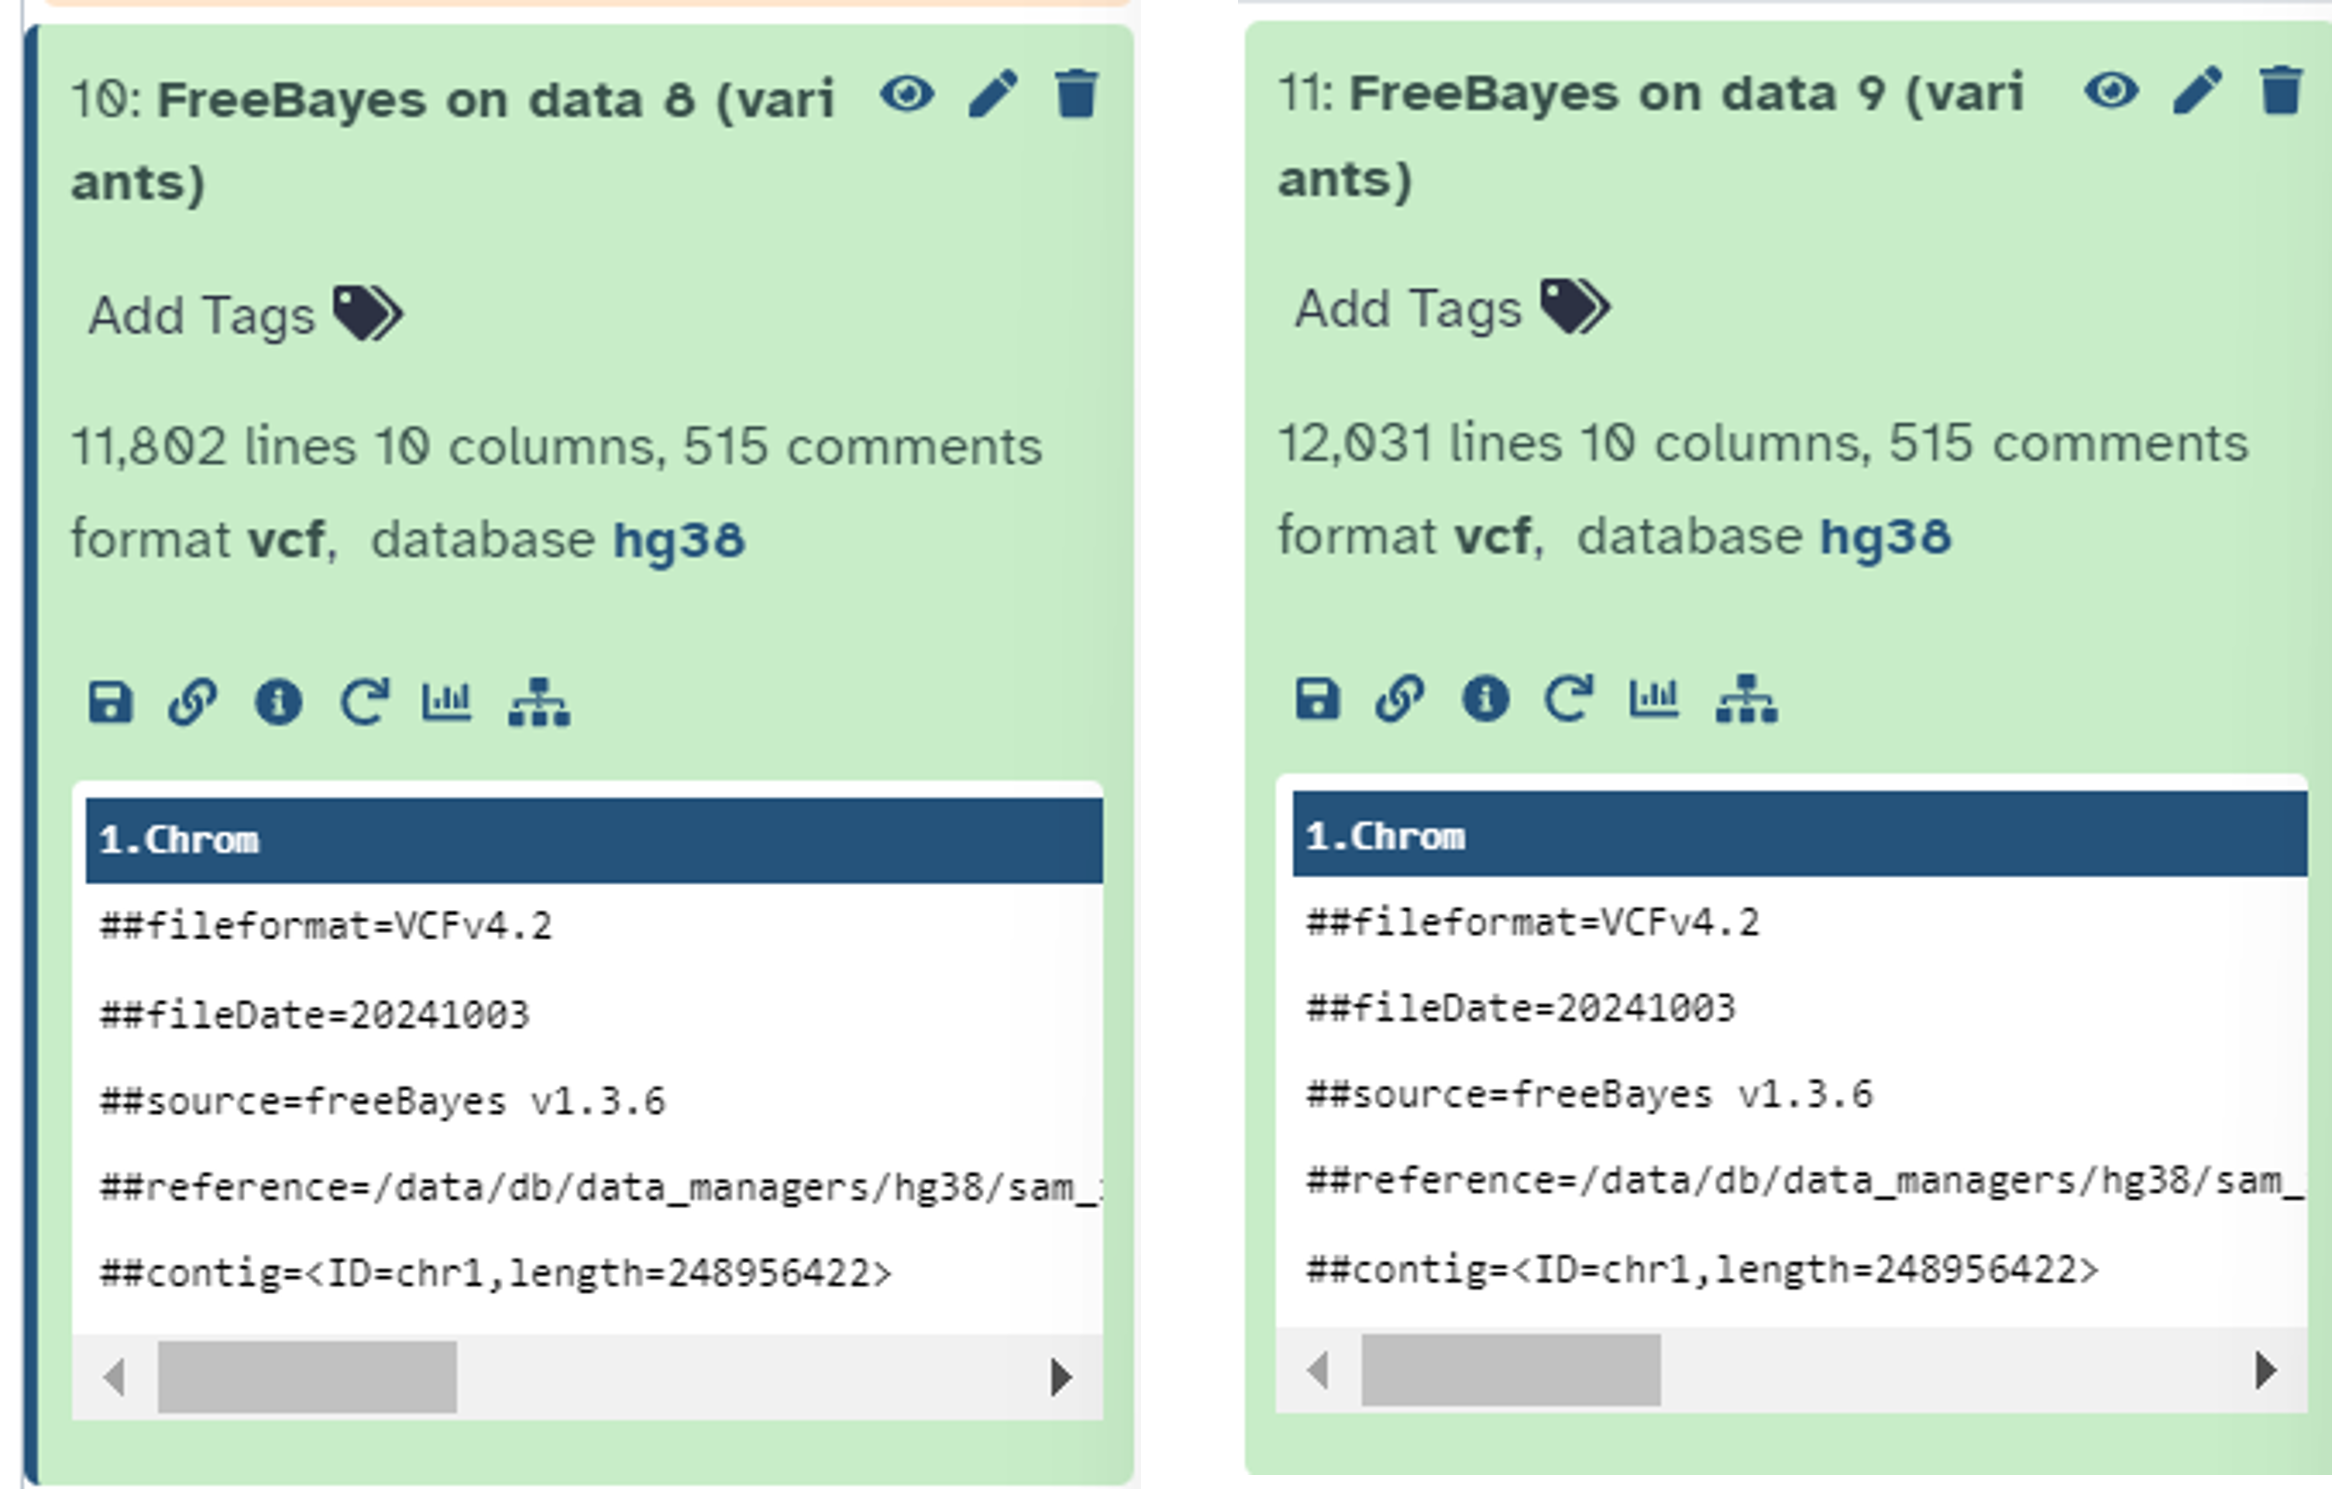 10: FreeBayes on data 8 (vari
ants)
Add Tags
11,802 lines 10 columns, 515 comments
format vcf, database hg38
1.Chrom
##fileformat=VCFv4.2
##fileDate=20241003
##source=freeBayes v1.3.6
##reference=/data/db/data_managers/hg38/sam_
##contig=<ID=chr1,length=248956422>
11: FreeBayes on data 9 (vari
ants)
Add Tags
12,031 lines 10 columns, 515 comments
format vcf, database hg38
1.Chrom
##fileformat=VCFv4.2
##fileDate=20241003
##source=freeBayes v1.3.6
##reference=/data/db/data_managers/hg38/sam_
##contig=<ID=chr1,length=248956422>